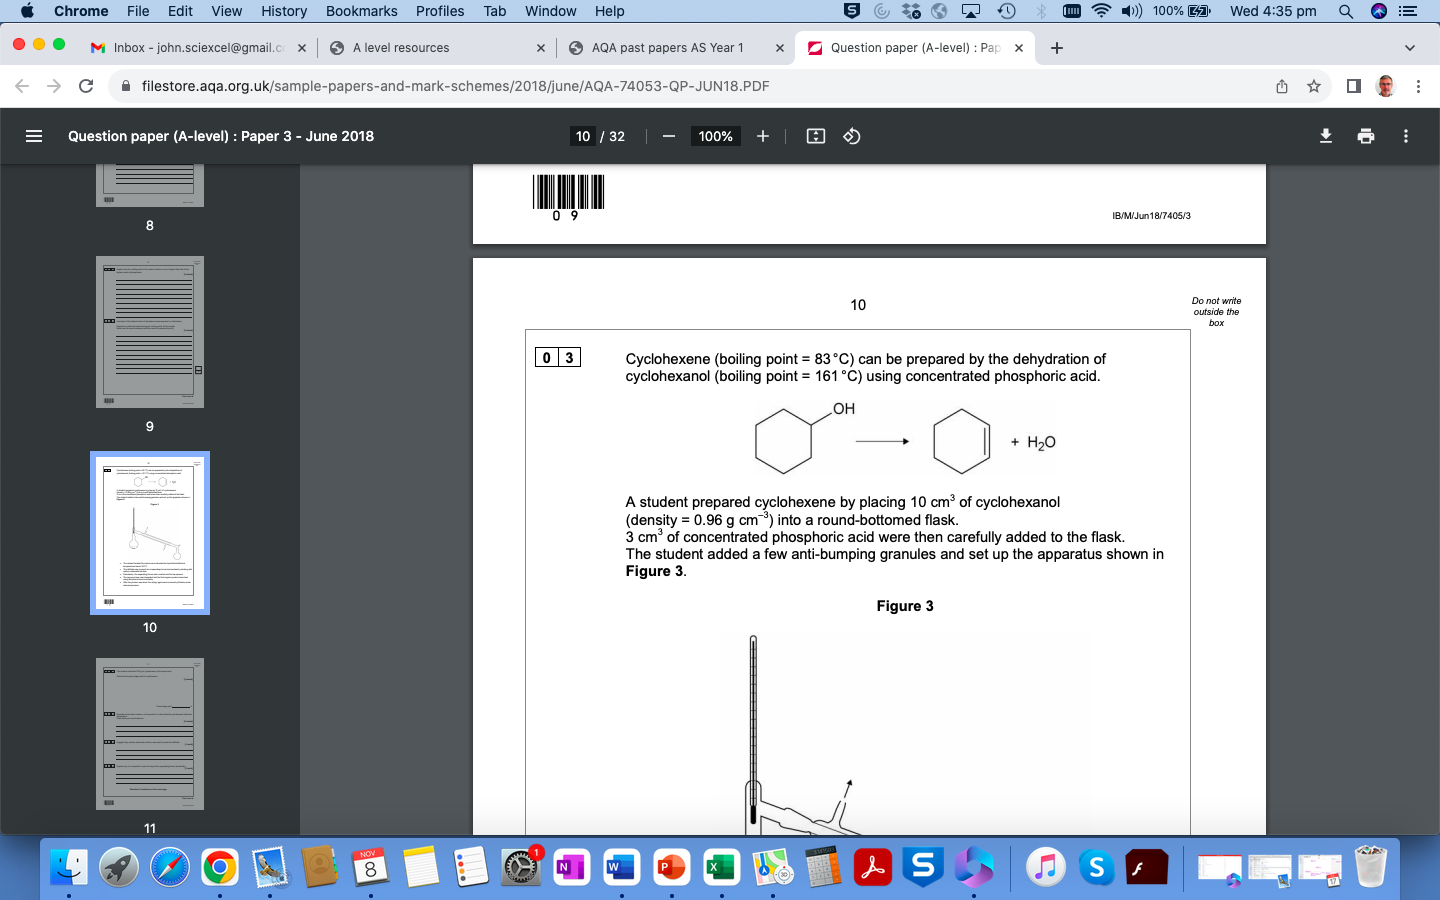 Chrome File Edit View History Bookmarks Profiles Tab Window Help 100% Wed 4:35 pm
Inbox - john.sciexcel@gmail.c
A level resources
AQA past papers AS Year 1
Question paper (A-level) : Pap
filestore.aqa.org.uk/sample-papers-and-mark-schemes/2018/june/AQA-74053-QP-JUN18.PDF
Question paper (A-level) : Paper 3 - June 2018
10 / 32
100%
8
9
10
11
0 9
IB/M/Jun18/7405/3
10
Do not write
outside the
box
0 3
Cyclohexene (boiling point = 83 °C) can be prepared by the dehydration of
cyclohexanol (boiling point = 161 °C) using concentrated phosphoric acid.
OH
+ H₂O
A student prepared cyclohexene by placing 10 cm³ of cyclohexanol
(density = 0.96 g cm⁻³) into a round-bottomed flask.
3 cm³ of concentrated phosphoric acid were then carefully added to the flask.
The student added a few anti-bumping granules and set up the apparatus shown in
Figure 3.
Figure 3
NOV
8
1
N
W
P
X
S
S
f
17